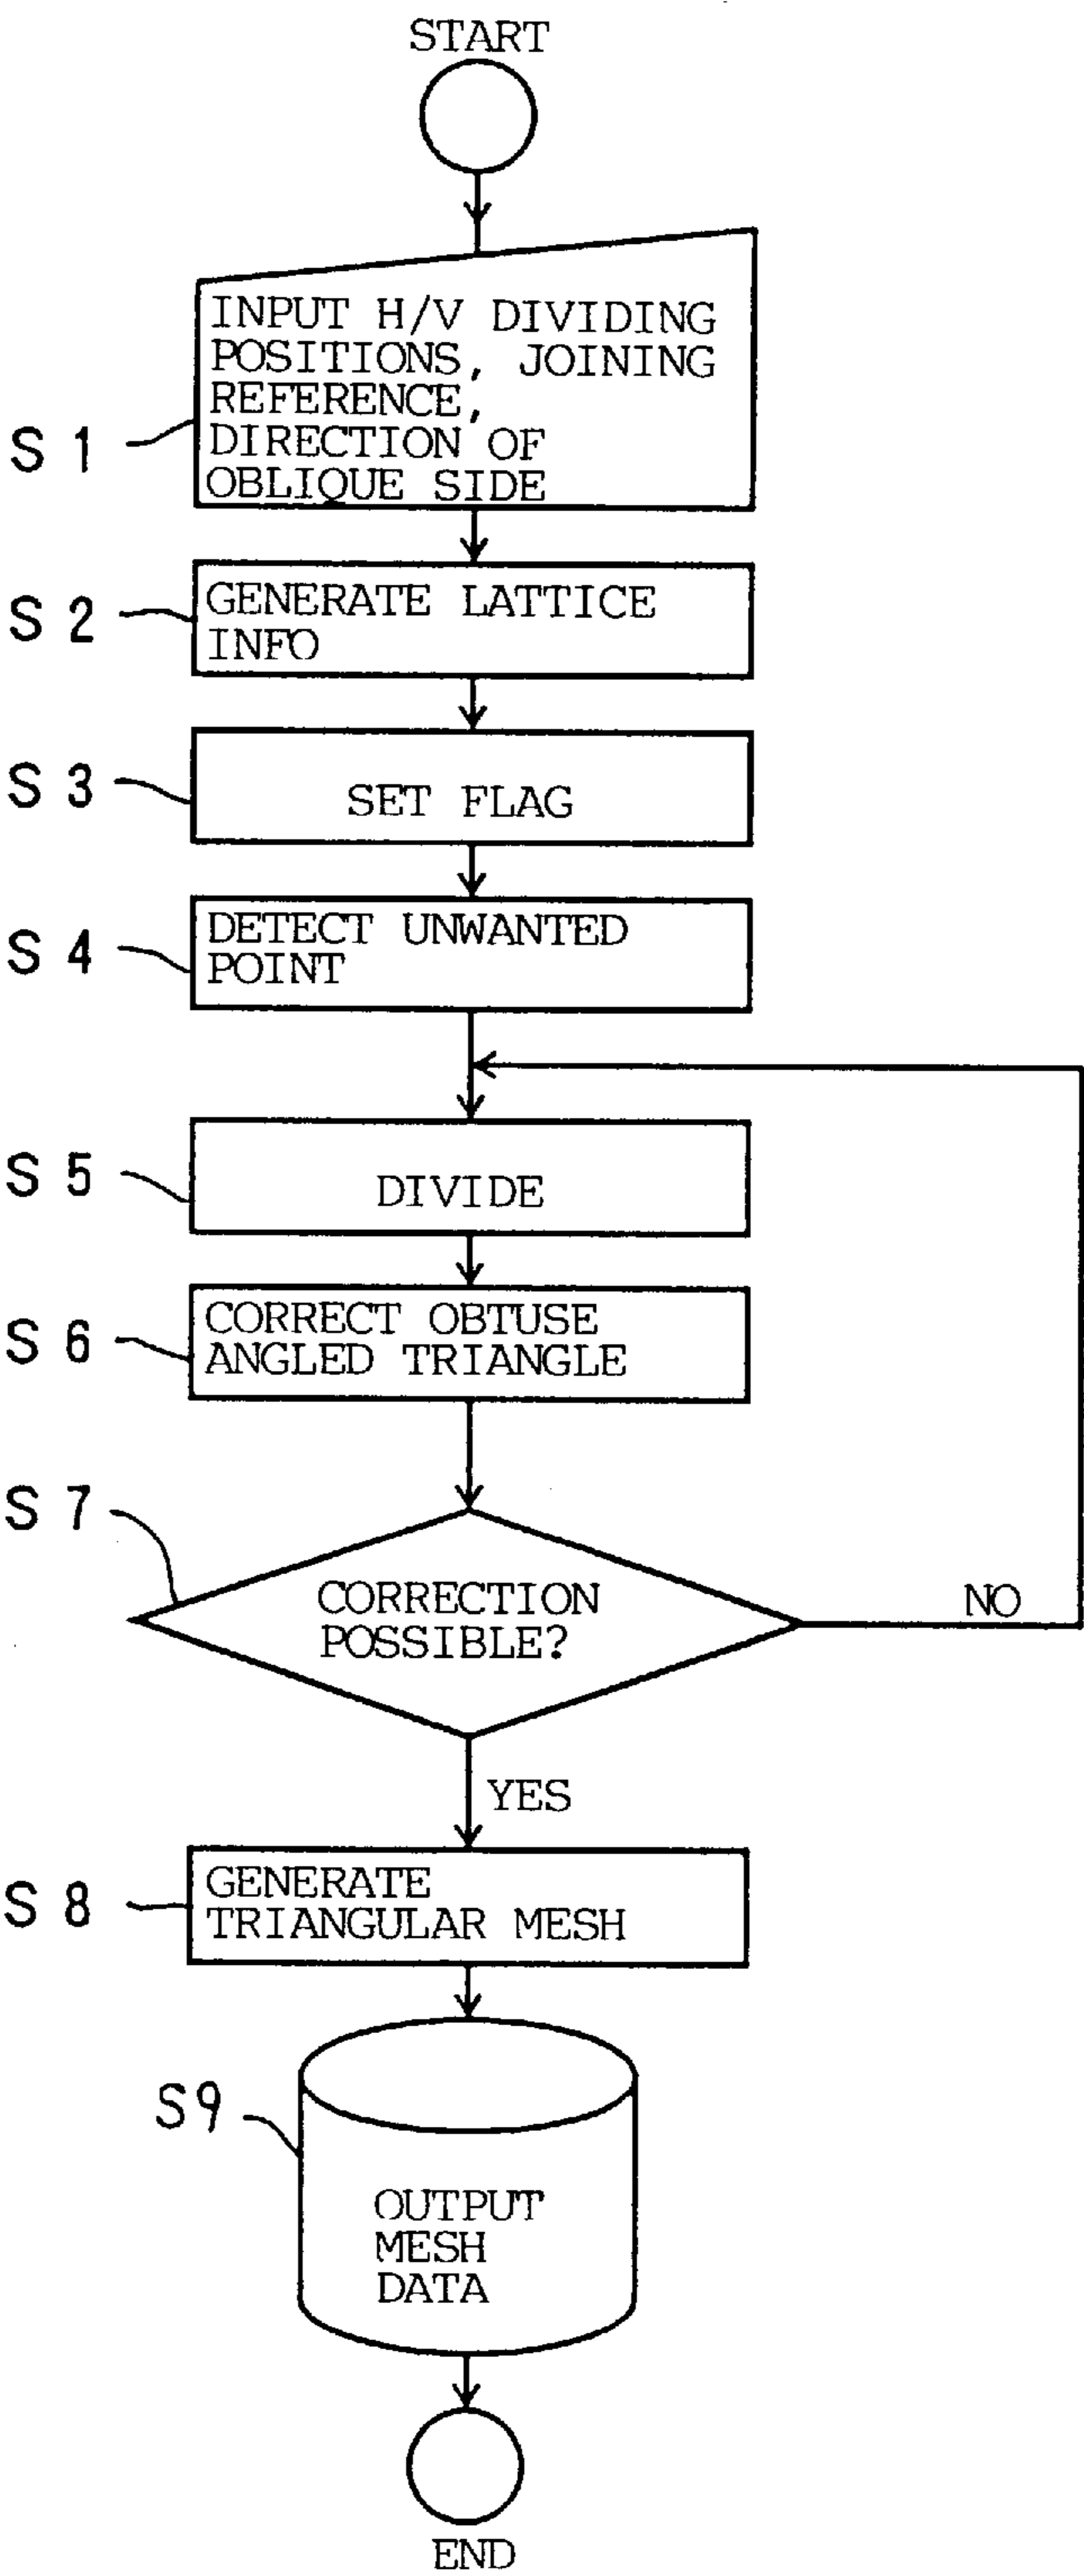 START
INPUT H/V DIVIDING
POSITIONS, JOINING
REFERENCE,
DIRECTION OF
OBLIQUE SIDE
S 1
GENERATE LATTICE
INFO
S 2
SET FLAG
S 3
DETECT UNWANTED
POINT
S 4
DIVIDE
S 5
CORRECT OBTUSE
ANGLED TRIANGLE
S 6
S 7
CORRECTION
POSSIBLE?
NO
YES
GENERATE
TRIANGULAR MESH
S 8
S9
OUTPUT
MESH
DATA
END